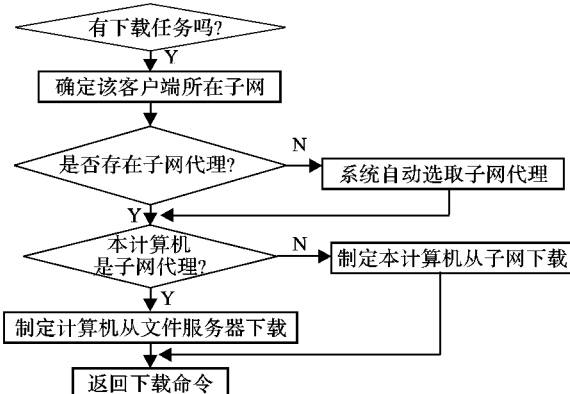 有下载任务吗?
Y
确定该客户端所在子网
是否存在子网代理?
N
系统自动选取子网代理
Y
本计算机
是子网代理?
N
制定本计算机从子网下载
Y
制定计算机从文件服务器下载
返回下载命令